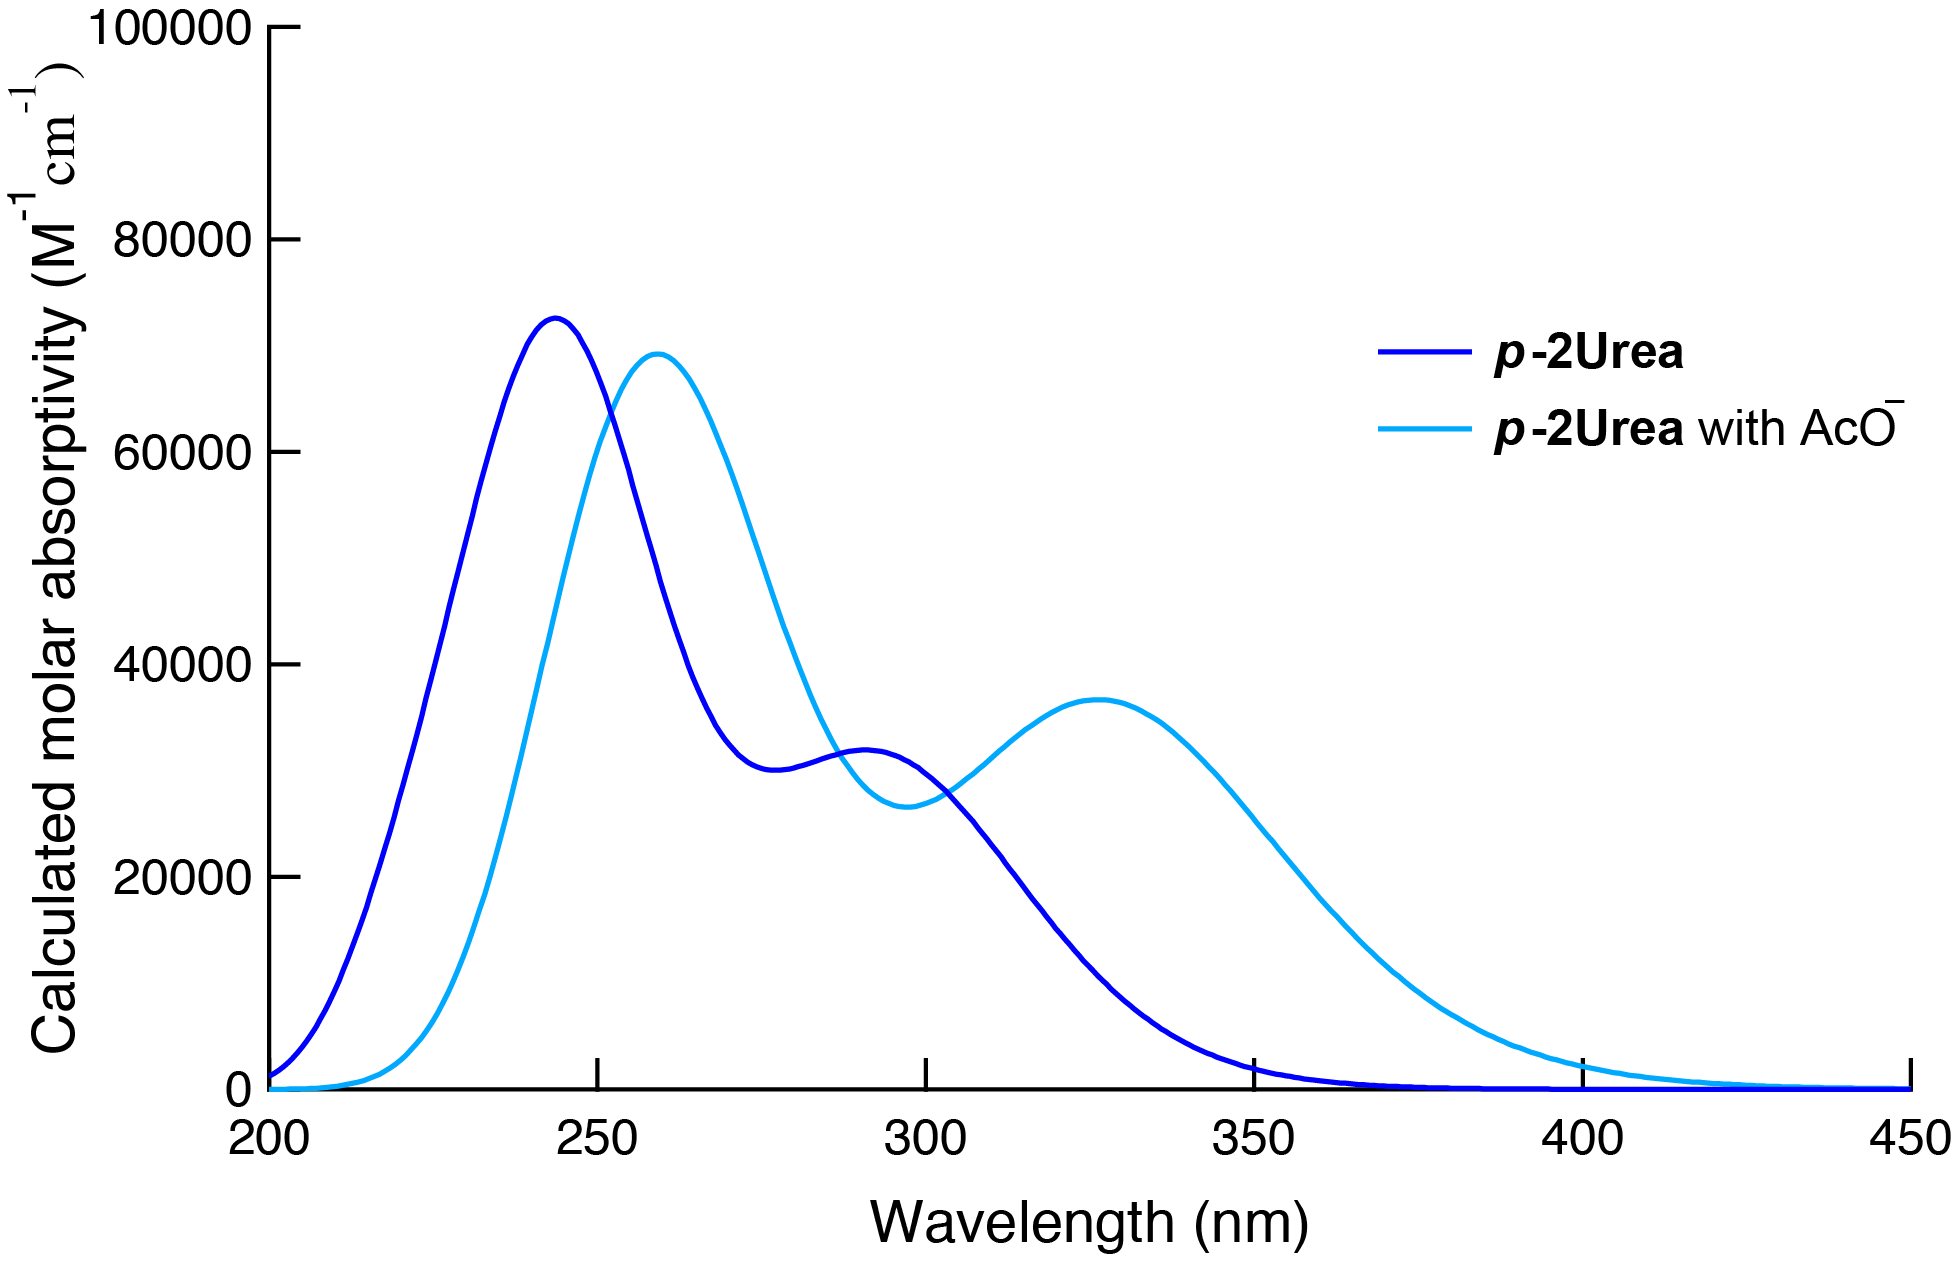 Calculated molar absorptivity (M-1 cm-1)
100000
80000
60000
40000
20000
0
200 250 300 350 400 450
Wavelength (nm)
p-2Urea
p-2Urea with AcO⁻